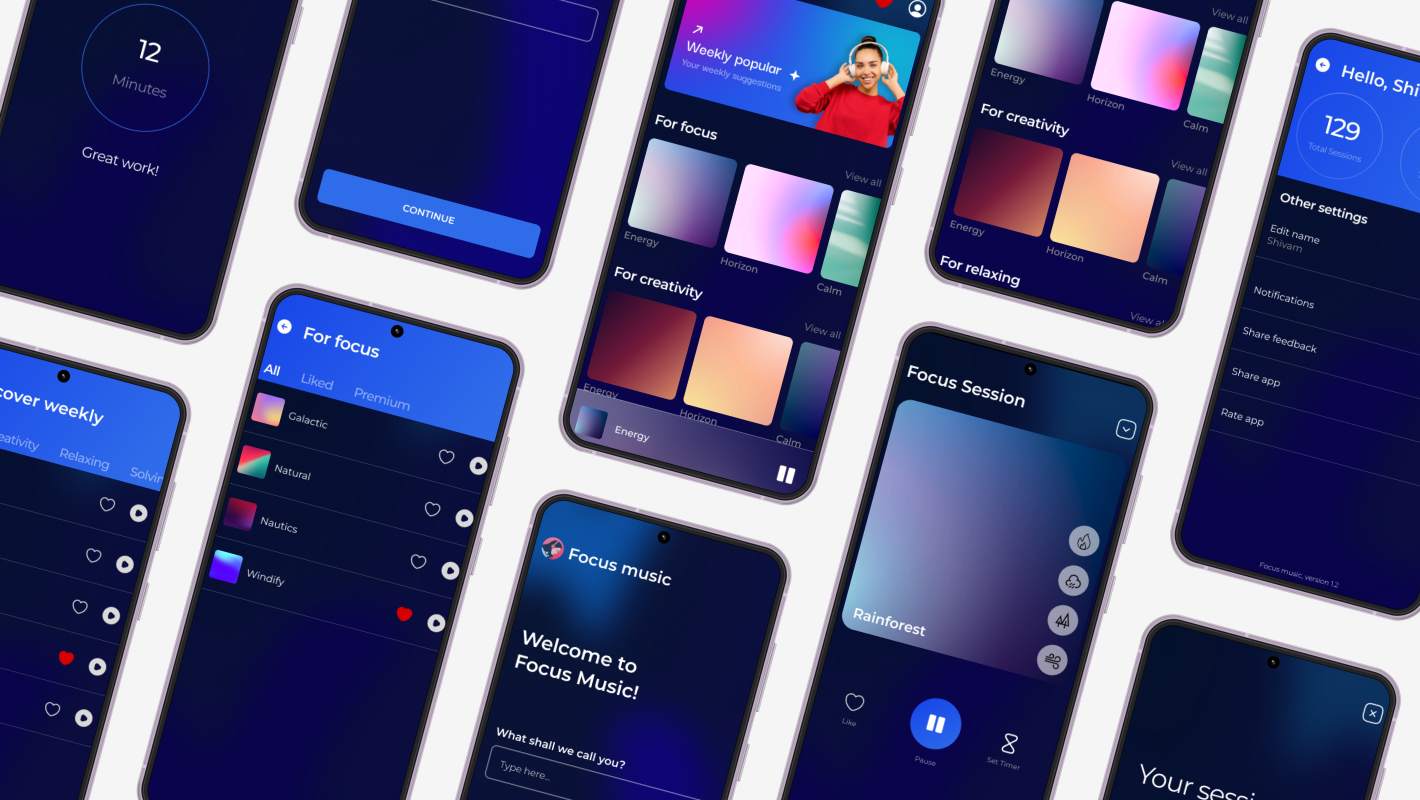 12
Minutes
Great work!
CONTINUE
Weekly popular
Your weekly suggestions
For focus
View all
Energy
Horizon
Calm
For creativity
View all
Energy
Horizon
Calm
Energy
View all
Energy
Horizon
Calm
For creativity
View all
Energy
Horizon
Calm
For relaxing
View all
Hello, Shi
129
Total Sessions
Other settings
Edit name
Shivam
Notifications
Share feedback
Share app
Rate app
Focus music, version 1.2
cover weekly
eativity
Relaxing
Solvin
For focus
All
Liked
Premium
Galactic
Natural
Nautics
Windify
Focus music
Welcome to
Focus Music!
What shall we call you?
Type here..
Focus Session
Rainforest
Like
Pause
Set Timer
Your sessi